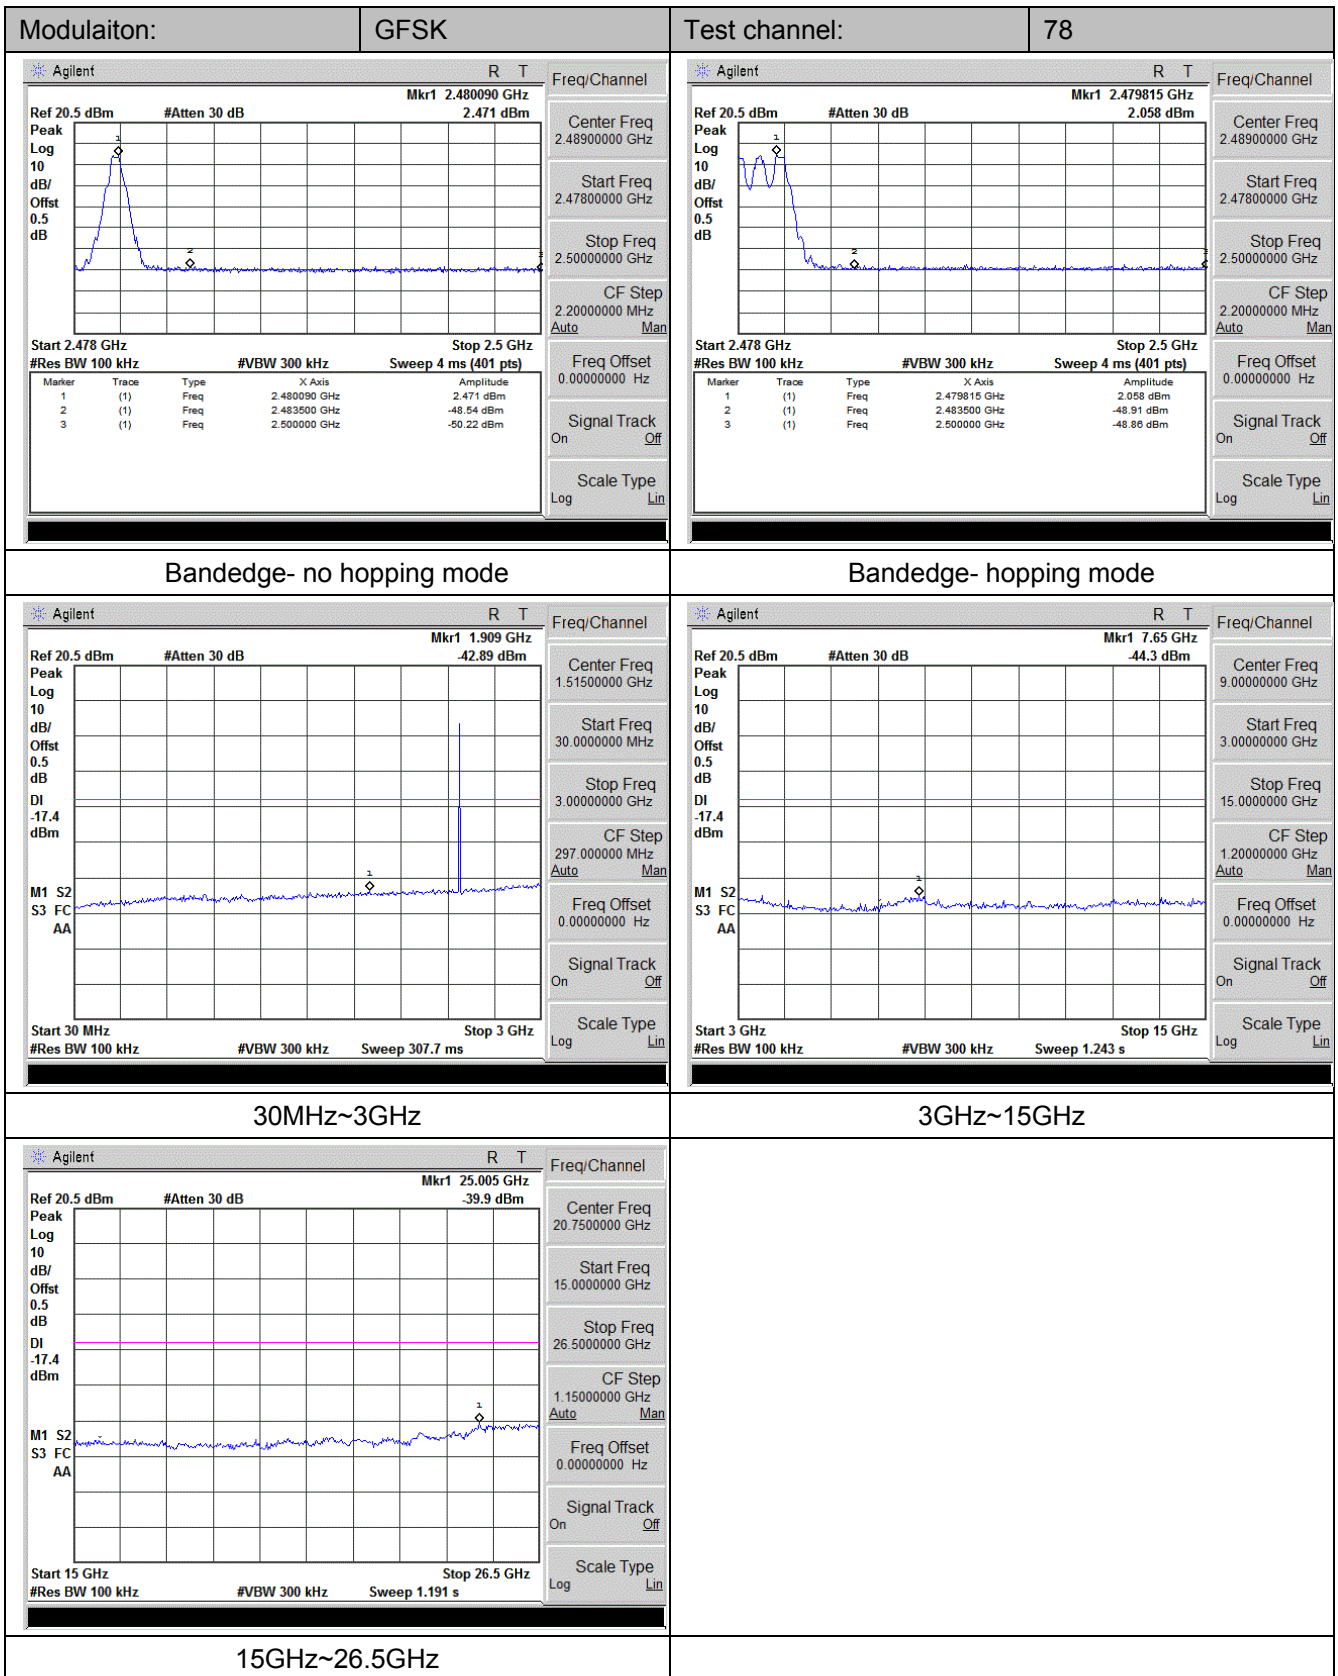 Modulaiton: GFSK Test channel: 78
Agilent R T
Mkr1 2.480090 GHz
Ref 20.5 dBm #Atten 30 dB 2.471 dBm
Peak
Log
10
dB/
Offst
0.5
dB
1
2
3
Start 2.478 GHz Stop 2.5 GHz
#Res BW 100 kHz #VBW 300 kHz Sweep 4 ms (401 pts)
Marker Trace Type X Axis Amplitude
1 (1) Freq 2.480090 GHz 2.471 dBm
2 (1) Freq 2.483500 GHz -48.54 dBm
3 (1) Freq 2.500000 GHz -50.22 dBm
Freq/Channel
Center Freq
2.48900000 GHz
Start Freq
2.47800000 GHz
Stop Freq
2.50000000 GHz
CF Step
2.20000000 MHz
Auto Man
Freq Offset
0.00000000 Hz
Signal Track
On Off
Scale Type
Log Lin
Agilent R T
Mkr1 2.479815 GHz
Ref 20.5 dBm #Atten 30 dB 2.058 dBm
Peak
Log
10
dB/
Offst
0.5
dB
1
2
3
Start 2.478 GHz Stop 2.5 GHz
#Res BW 100 kHz #VBW 300 kHz Sweep 4 ms (401 pts)
Marker Trace Type X Axis Amplitude
1 (1) Freq 2.479815 GHz 2.058 dBm
2 (1) Freq 2.483500 GHz -48.91 dBm
3 (1) Freq 2.500000 GHz -48.86 dBm
Freq/Channel
Center Freq
2.48900000 GHz
Start Freq
2.47800000 GHz
Stop Freq
2.50000000 GHz
CF Step
2.20000000 MHz
Auto Man
Freq Offset
0.00000000 Hz
Signal Track
On Off
Scale Type
Log Lin
Bandedge- no hopping mode Bandedge- hopping mode
Agilent R T
Mkr1 1.909 GHz
Ref 20.5 dBm #Atten 30 dB -42.89 dBm
Peak
Log
10
dB/
Offst
0.5
dB
DI
-17.4
dBm
1
M1 S2
S3 FC
AA
Start 30 MHz Stop 3 GHz
#Res BW 100 kHz #VBW 300 kHz Sweep 307.7 ms
Freq/Channel
Center Freq
1.51500000 GHz
Start Freq
30.0000000 MHz
Stop Freq
3.00000000 GHz
CF Step
297.000000 MHz
Auto Man
Freq Offset
0.00000000 Hz
Signal Track
On Off
Scale Type
Log Lin
Agilent R T
Mkr1 7.65 GHz
Ref 20.5 dBm #Atten 30 dB -44.3 dBm
Peak
Log
10
dB/
Offst
0.5
dB
DI
-17.4
dBm
1
M1 S2
S3 FC
AA
Start 3 GHz Stop 15 GHz
#Res BW 100 kHz #VBW 300 kHz Sweep 1.243 s
Freq/Channel
Center Freq
9.00000000 GHz
Start Freq
3.00000000 GHz
Stop Freq
15.0000000 GHz
CF Step
1.20000000 GHz
Auto Man
Freq Offset
0.00000000 Hz
Signal Track
On Off
Scale Type
Log Lin
30MHz~3GHz 3GHz~15GHz
Agilent R T
Mkr1 25.005 GHz
Ref 20.5 dBm #Atten 30 dB -39.9 dBm
Peak
Log
10
dB/
Offst
0.5
dB
DI
-17.4
dBm
1
M1 S2
S3 FC
AA
Start 15 GHz Stop 26.5 GHz
#Res BW 100 kHz #VBW 300 kHz Sweep 1.191 s
Freq/Channel
Center Freq
20.7500000 GHz
Start Freq
15.0000000 GHz
Stop Freq
26.5000000 GHz
CF Step
1.15000000 GHz
Auto Man
Freq Offset
0.00000000 Hz
Signal Track
On Off
Scale Type
Log Lin
15GHz~26.5GHz